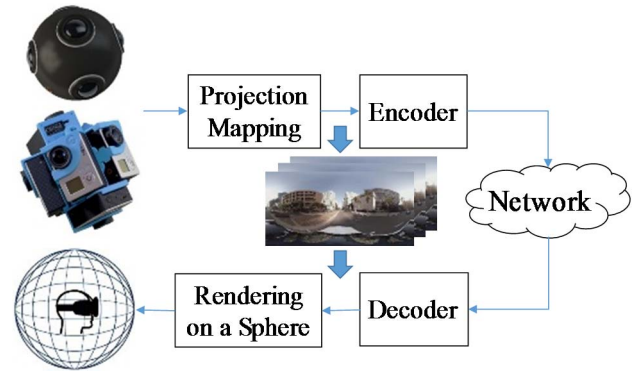 Projection
Mapping
Encoder
Network
Rendering
on a Sphere
Decoder